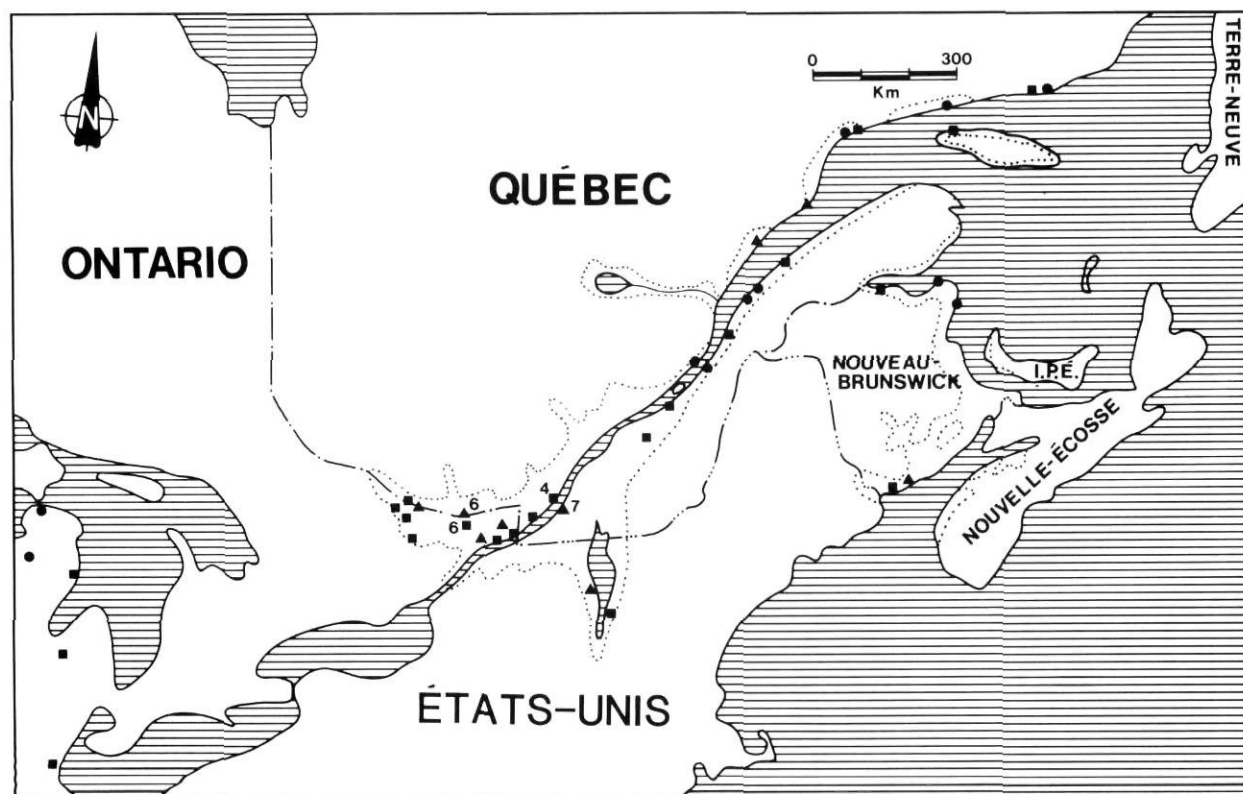 0 300
Km
N
TERRE-NEUVE
QUÉBEC
ONTARIO
NOUVEAU-
BRUNSWICK
I.P.É.
NOUVELLE-ÉCOSSE
4
6
7
6
ÉTATS-UNIS